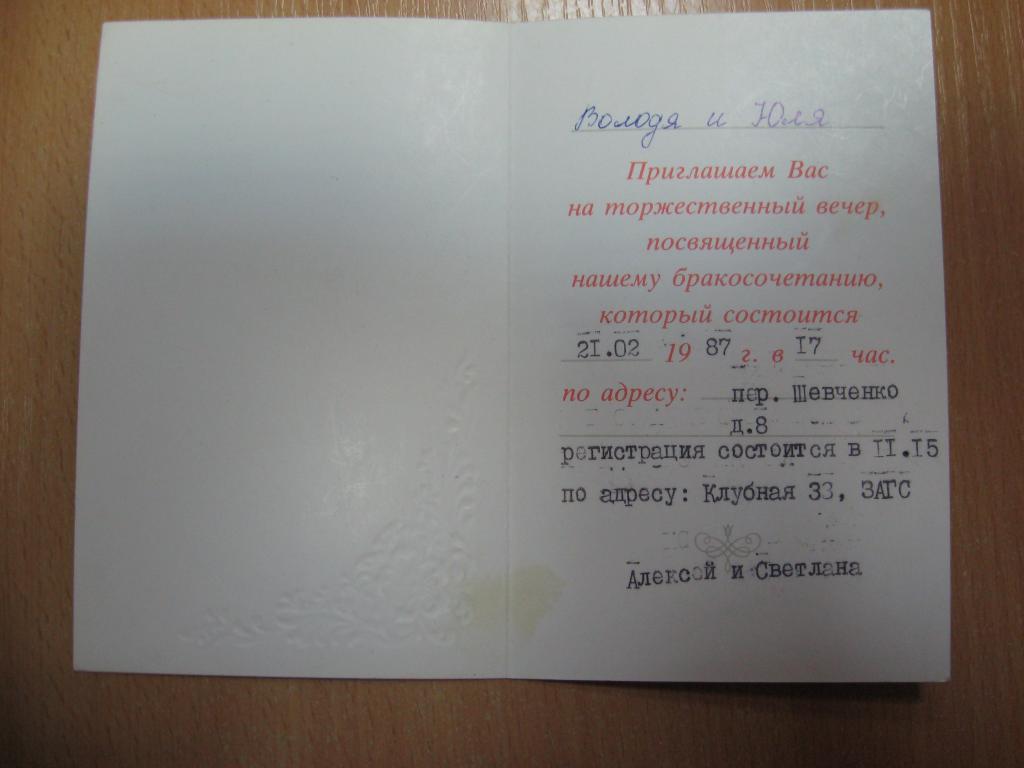 Володя и Юля
Приглашаем Вас
на торжественный вечер,
посвященный
нашему бракосочетанию,
который состоится
21.02 19 87 г. в 17 час.
по адресу: пер. Шевченко
д.8
регистрация состоится в 11.15
по адресу: Клубная 33, ЗАГС
Алексей и Светлана